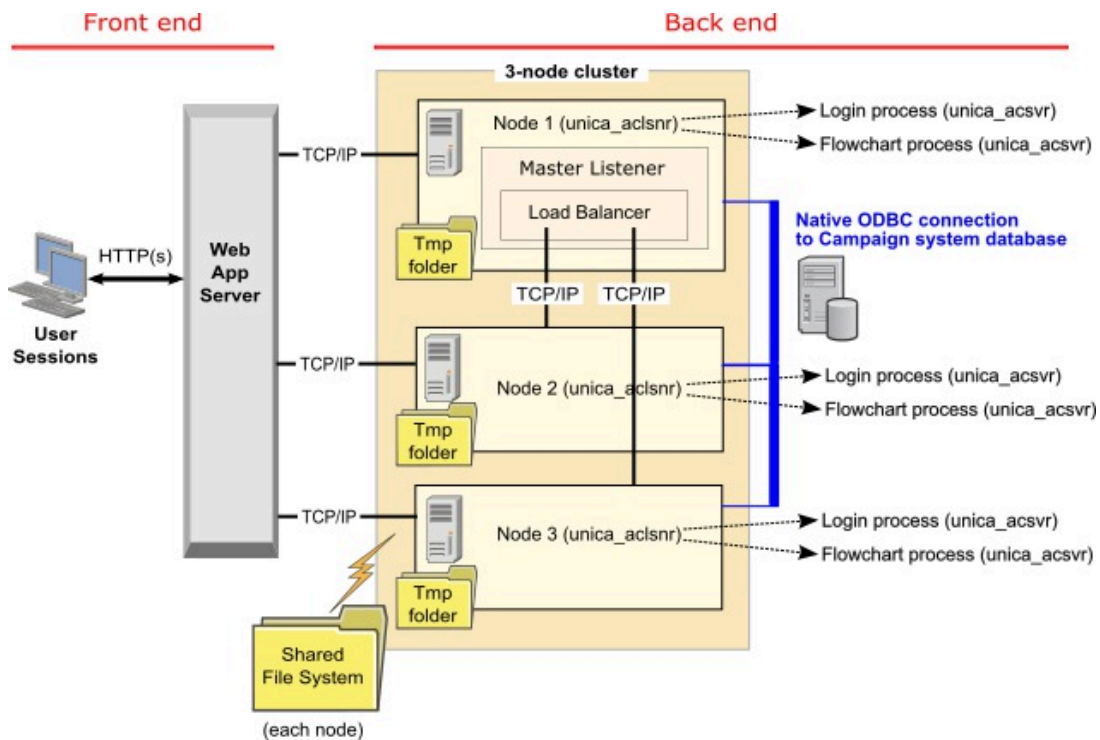 Front end
Back end
3-node cluster
Node 1 (unica_aclsnr)
Login process (unica_acsvr)
Flowchart process (unica_acsvr)
TCP/IP
Master Listener
Load Balancer
Tmp
folder
Native ODBC connection
to Campaign system database
HTTP(s)
Web
App
Server
User
Sessions
TCP/IP
TCP/IP
TCP/IP
Node 2 (unica_aclsnr)
Login process (unica_acsvr)
Flowchart process (unica_acsvr)
Tmp
folder
TCP/IP
Node 3 (unica_aclsnr)
Login process (unica_acsvr)
Flowchart process (unica_acsvr)
Tmp
folder
Shared
File System
(each node)